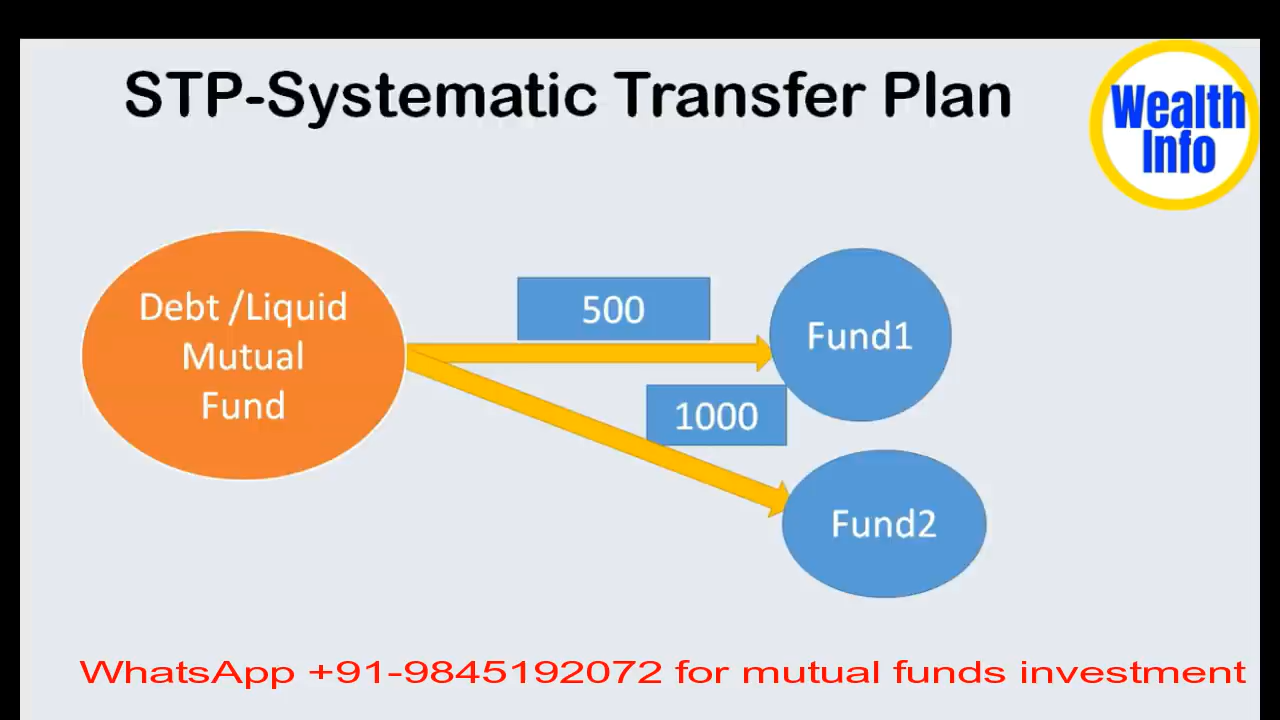 STP-Systematic Transfer Plan
Wealth
Info
Debt /Liquid
Mutual
Fund
500
Fund1
1000
Fund2
WhatsApp +91-9845192072 for mutual funds investment